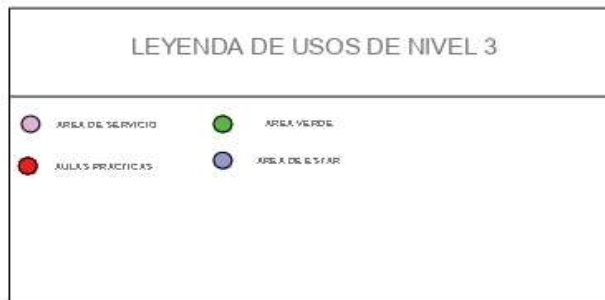 LEYENDA DE USOS DE NIVEL 3
AREA DE SERVICIO
AREA VERDE
AULAS PRACTICAS
AREA DE ESTAR